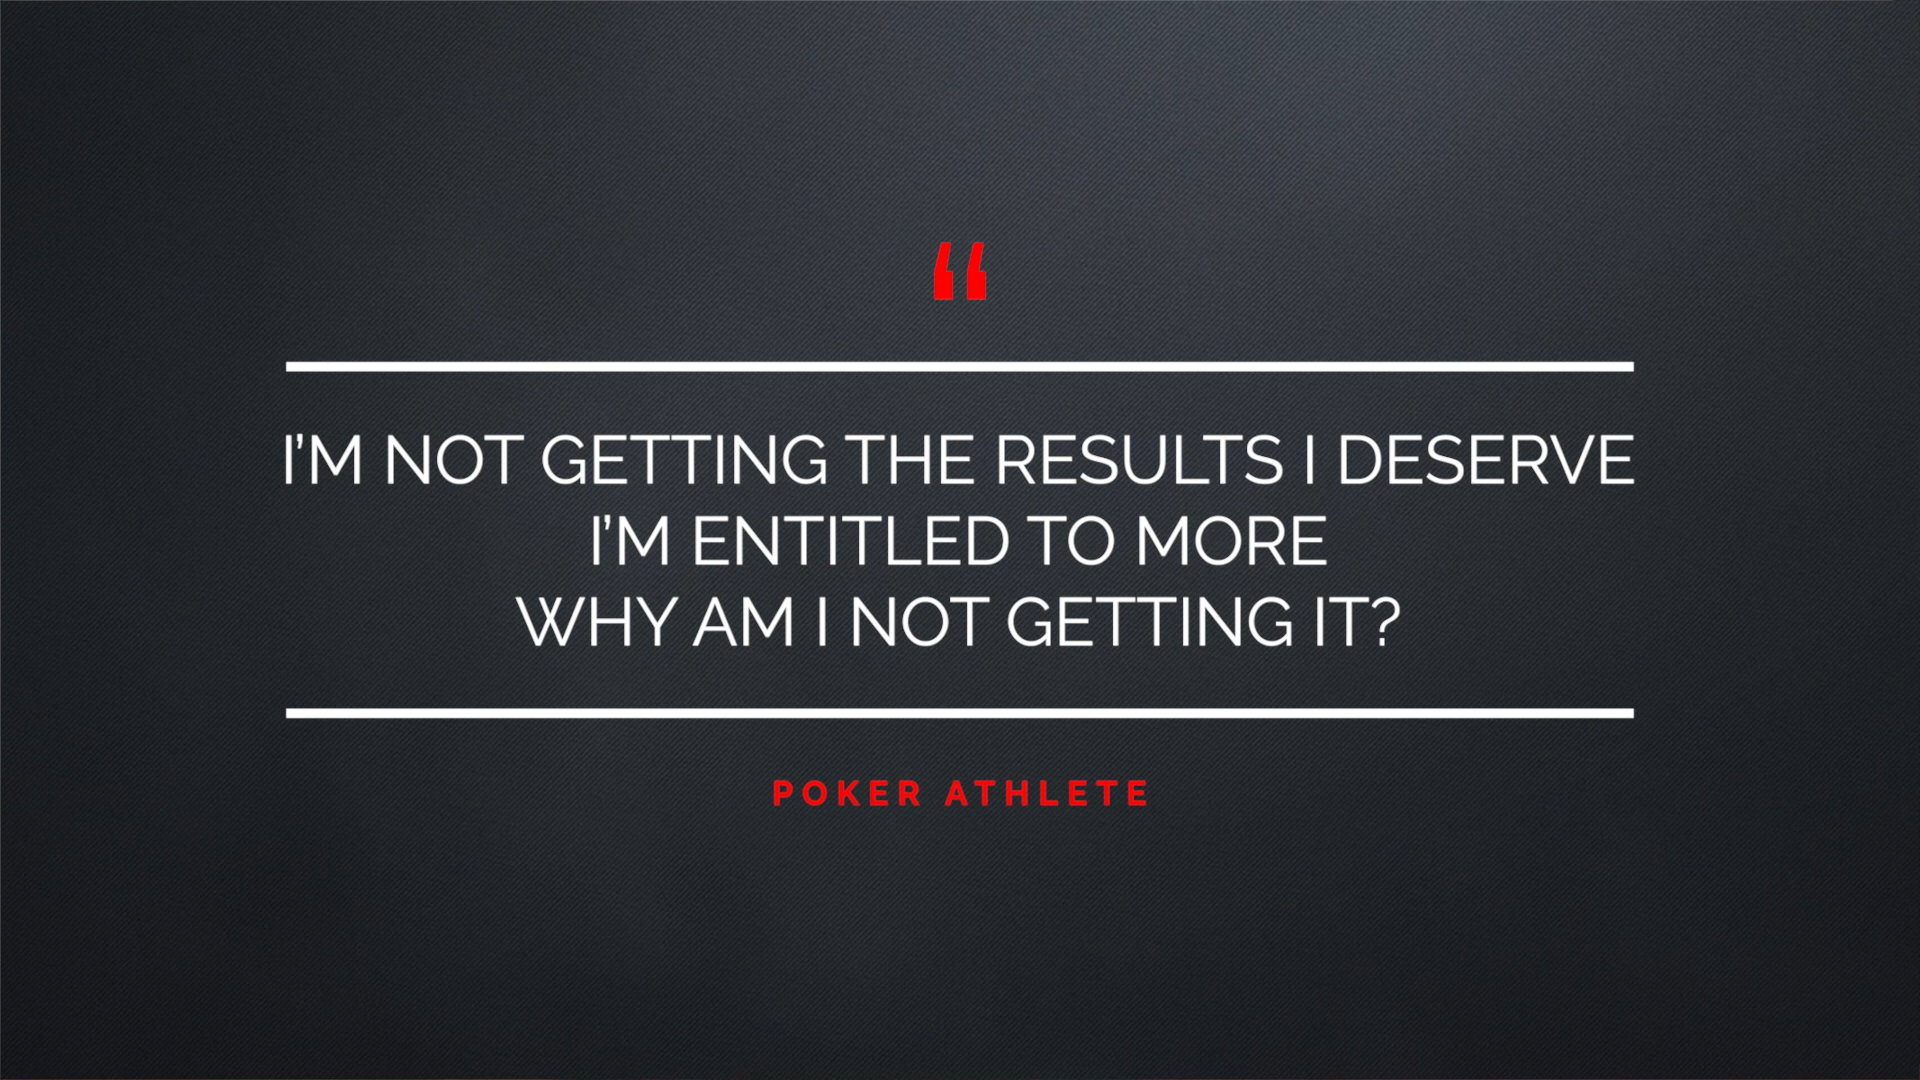 “
I’M NOT GETTING THE RESULTS I DESERVE
I’M ENTITLED TO MORE
WHY AM I NOT GETTING IT?
POKER ATHLETE